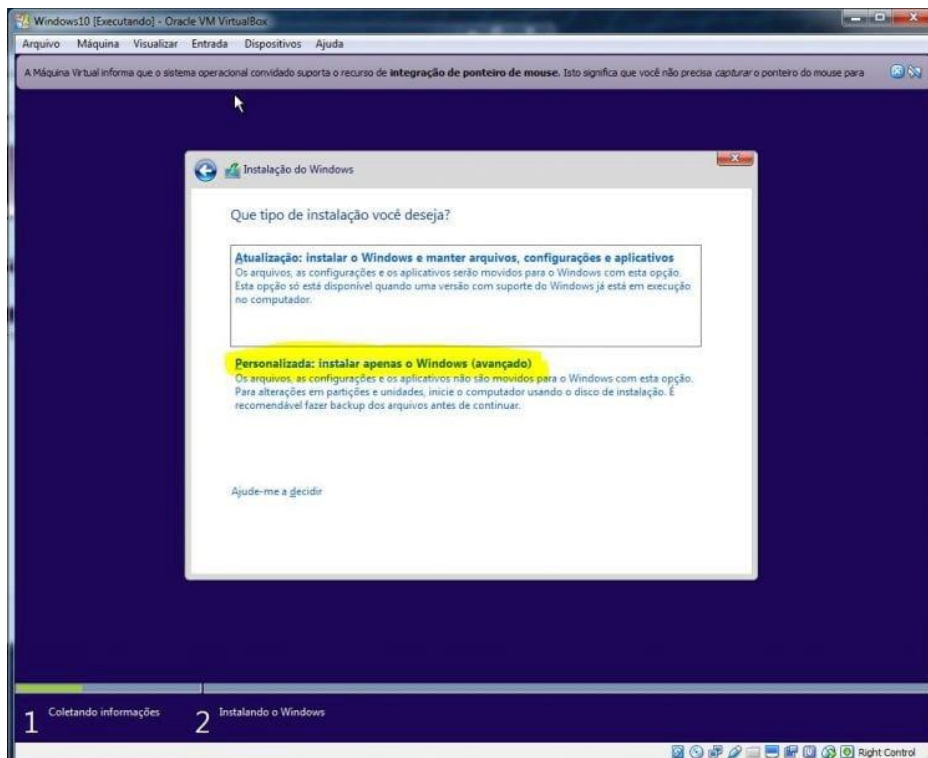 Windows10 [Executando] - Oracle VM VirtualBox
Arquivo Máquina Visualizar Entrada Dispositivos Ajuda
A Máquina Virtual informa que o sistema operacional convidado suporta o recurso de integração de ponteiro de mouse. Isto significa que você não precisa capturar o ponteiro do mouse para
Instalação do Windows
Que tipo de instalação você deseja?
Atualização: instalar o Windows e manter arquivos, configurações e aplicativos
Os arquivos, as configurações e os aplicativos serão movidos para o Windows com esta opção.
Esta opção só está disponível quando uma versão com suporte do Windows já está em execução
no computador.
Personalizada: instalar apenas o Windows (avançado)
Os arquivos, as configurações e os aplicativos não são movidos para o Windows com esta opção.
Para alterações em partições e unidades, inicie o computador usando o disco de instalação. É
recomendável fazer backup dos arquivos antes de continuar.
Ajude-me a decidir
1 Coletando informações 2 Instalando o Windows
Right Control